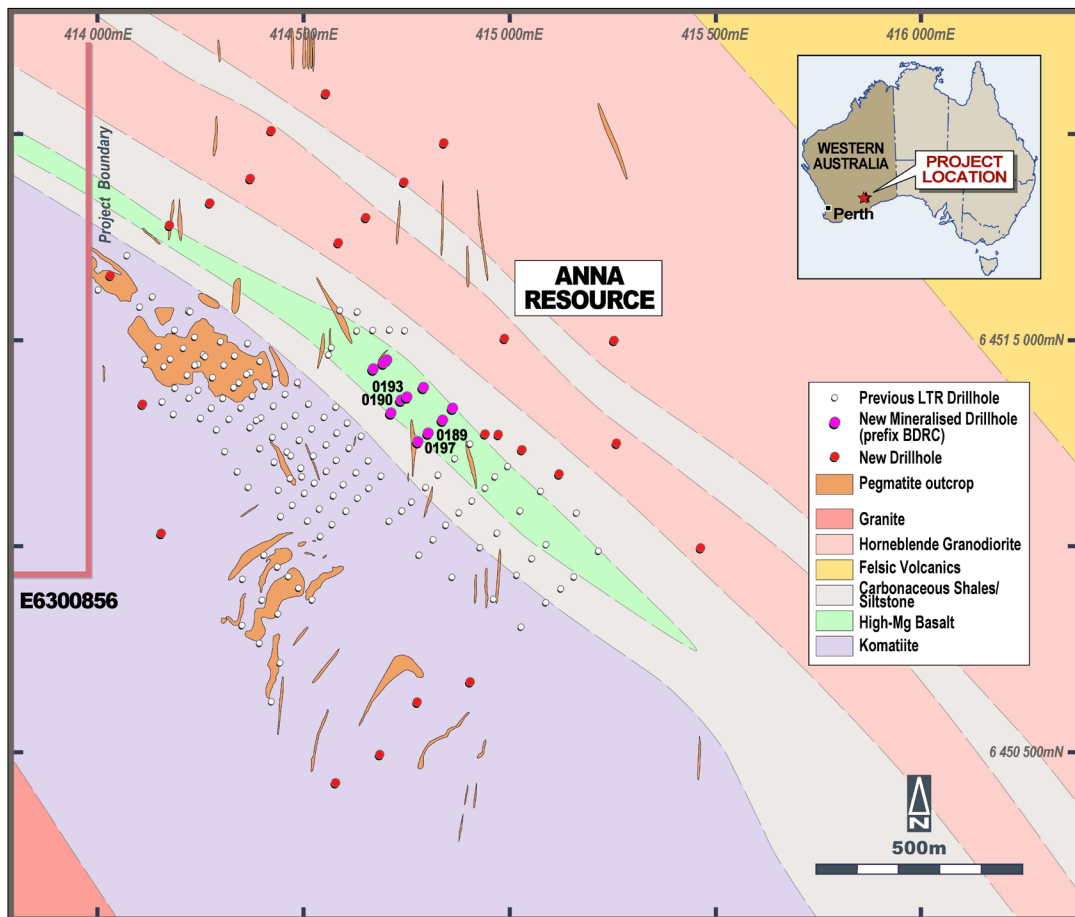 414 000mE
414 500mE
415 000mE
415 500mE
416 000mE
WESTERN
AUSTRALIA
PROJECT
LOCATION
Perth
Project Boundary
ANNA
RESOURCE
6 451 5 000mN
0193
0190
0189
0197
Previous LTR Drillhole
New Mineralised Drillhole
(prefix BDRC)
New Drillhole
Pegmatite outcrop
Granite
Horneblende Granodiorite
Felsic Volcanics
Carbonaceous Shales/
Siltstone
High-Mg Basalt
Komatiite
E6300856
6 450 500mN
N
500m